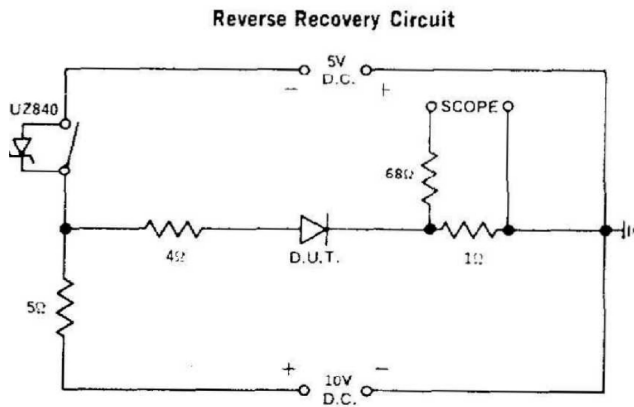 Reverse Recovery Circuit
5V
D.C.
− +
UZ840
SCOPE
68Ω
4Ω
D.U.T.
1Ω
5Ω
+ −
10V
D.C.